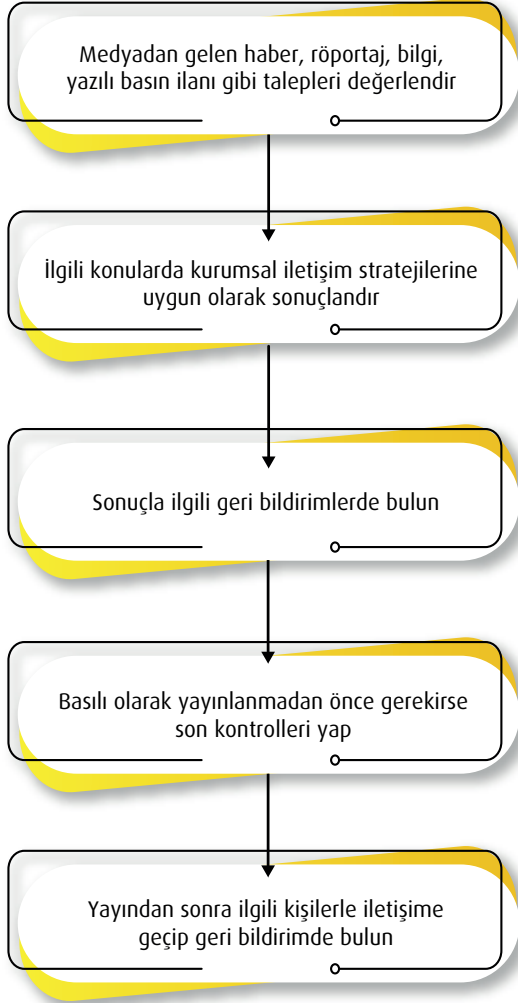 Medyadan gelen haber, röportaj, bilgi,
yazılı basın ilanı gibi talepleri değerlendir
İlgili konularda kurumsal iletişim stratejilerine
uygun olarak sonuçlandır
Sonuçla ilgili geri bildirimlerde bulun
Basılı olarak yayınlanmadan önce gerekirse
son kontrolleri yap
Yayından sonra ilgili kişilerle iletişime
geçip geri bildirimde bulun